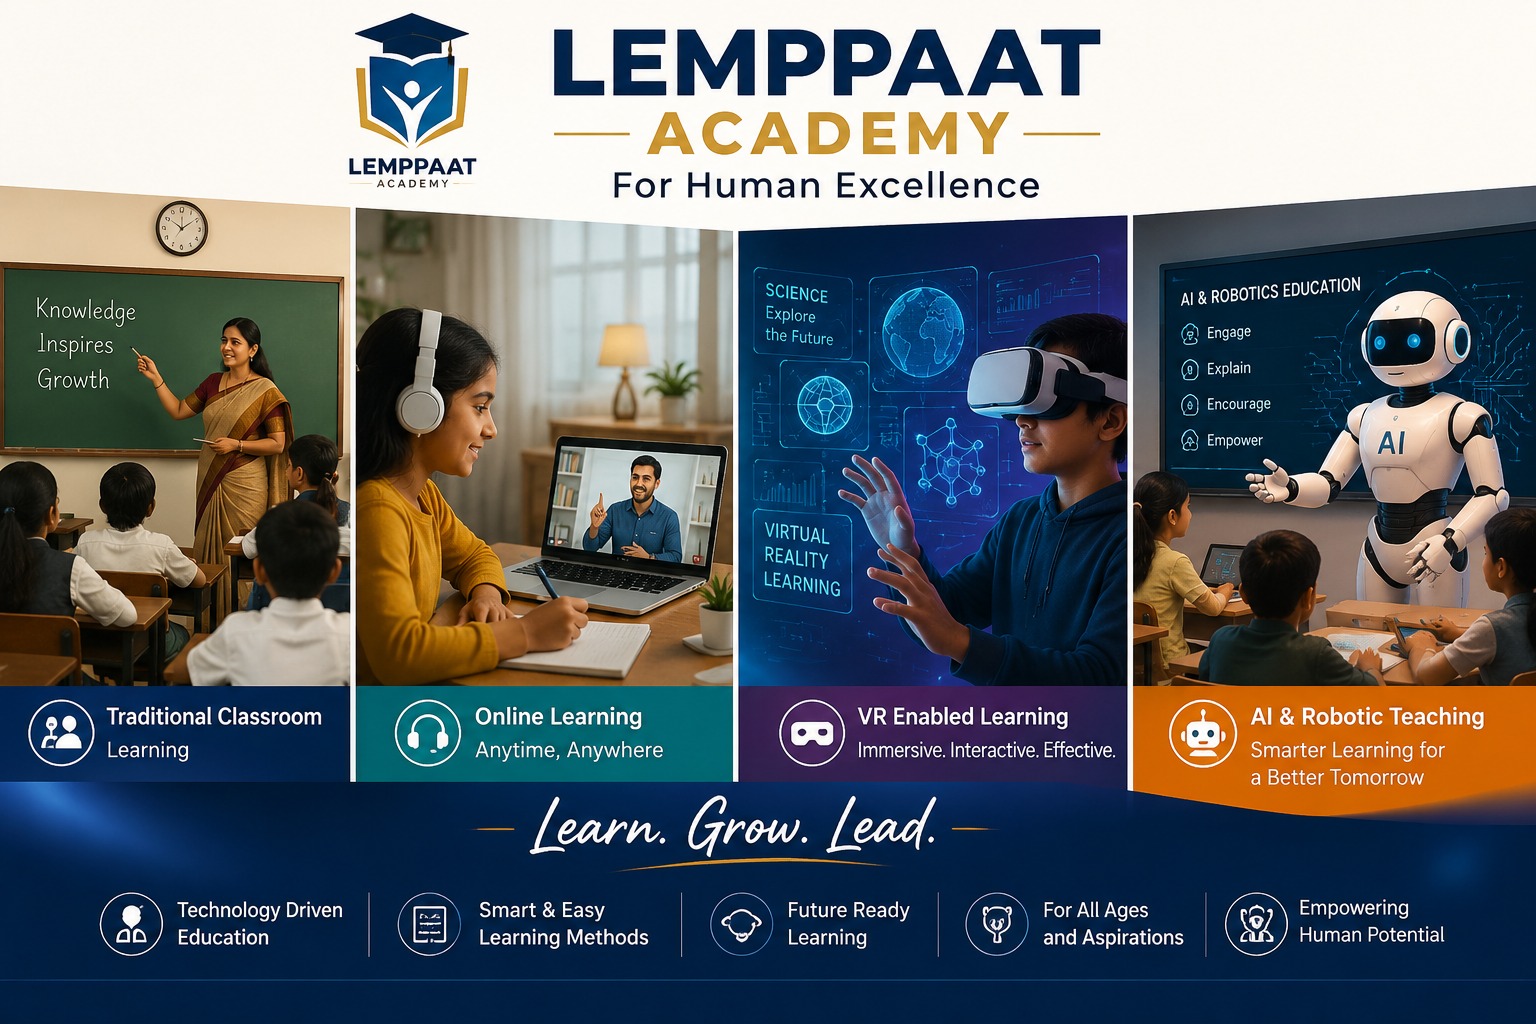 LEMPPAAT
ACADEMY
LEMPPAAT
ACADEMY
For Human Excellence
Knowledge
Inspires
Growth
SCIENCE
Explore
the Future
VIRTUAL
REALITY
LEARNING
AI & ROBOTICS EDUCATION
Engage
Explain
Encourage
Empower
AI
Traditional Classroom
Learning
Online Learning
Anytime, Anywhere
VR Enabled Learning
Immersive. Interactive. Effective.
AI & Robotic Teaching
Smarter Learning for
a Better Tomorrow
Learn. Grow. Lead.
Technology Driven
Education
Smart & Easy
Learning Methods
Future Ready
Learning
For All Ages
and Aspirations
Empowering
Human Potential